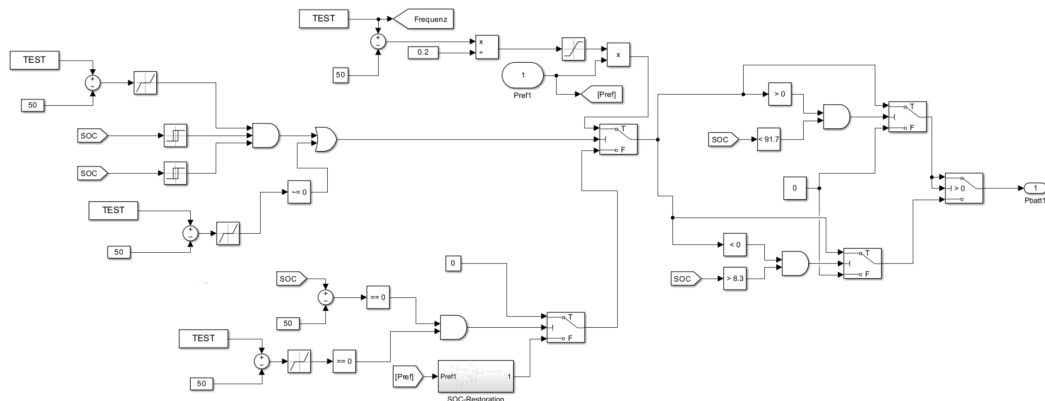 TEST
Frequenz
TEST
x
÷
0.2
x
50
1
Pref1
[Pref]
50
> 0
T
F
SOC
SOC
< 91.7
T
F
SOC
0
> 0
1
Pbatt1
~= 0
TEST
50
< 0
T
F
SOC
> 8.3
SOC
0
== 0
50
T
F
TEST
== 0
50
[Pref]
Pref1
1
SOC-Restoration